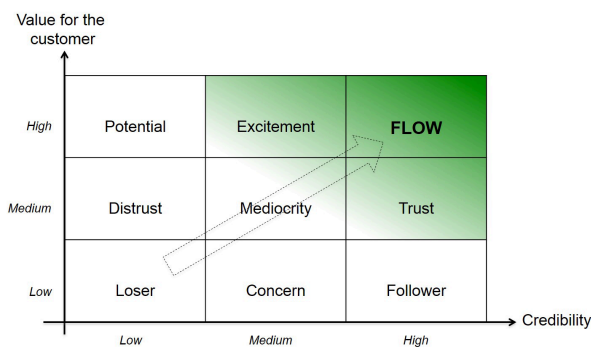 Value for the
customer
High
Potential
Excitement
FLOW
Medium
Distrust
Mediocrity
Trust
Low
Loser
Concern
Follower
Credibility
Low
Medium
High